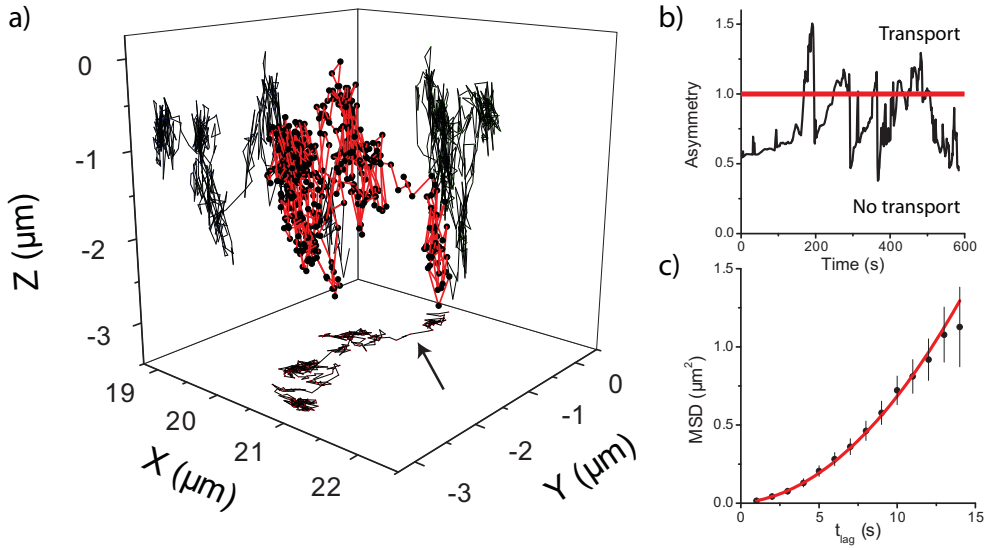 a)
0
-1
-2
-3
Z (µm)
19
20
21
22
X (µm)
0
-1
-2
-3
Y (µm)
b)
1.5
1.0
0.5
0.0
Asymmetry
Transport
No transport
0 200 400 600
Time (s)
c)
1.5
1.0
0.5
0.0
MSD (µm²)
0 5 10 15
t_lag (s)